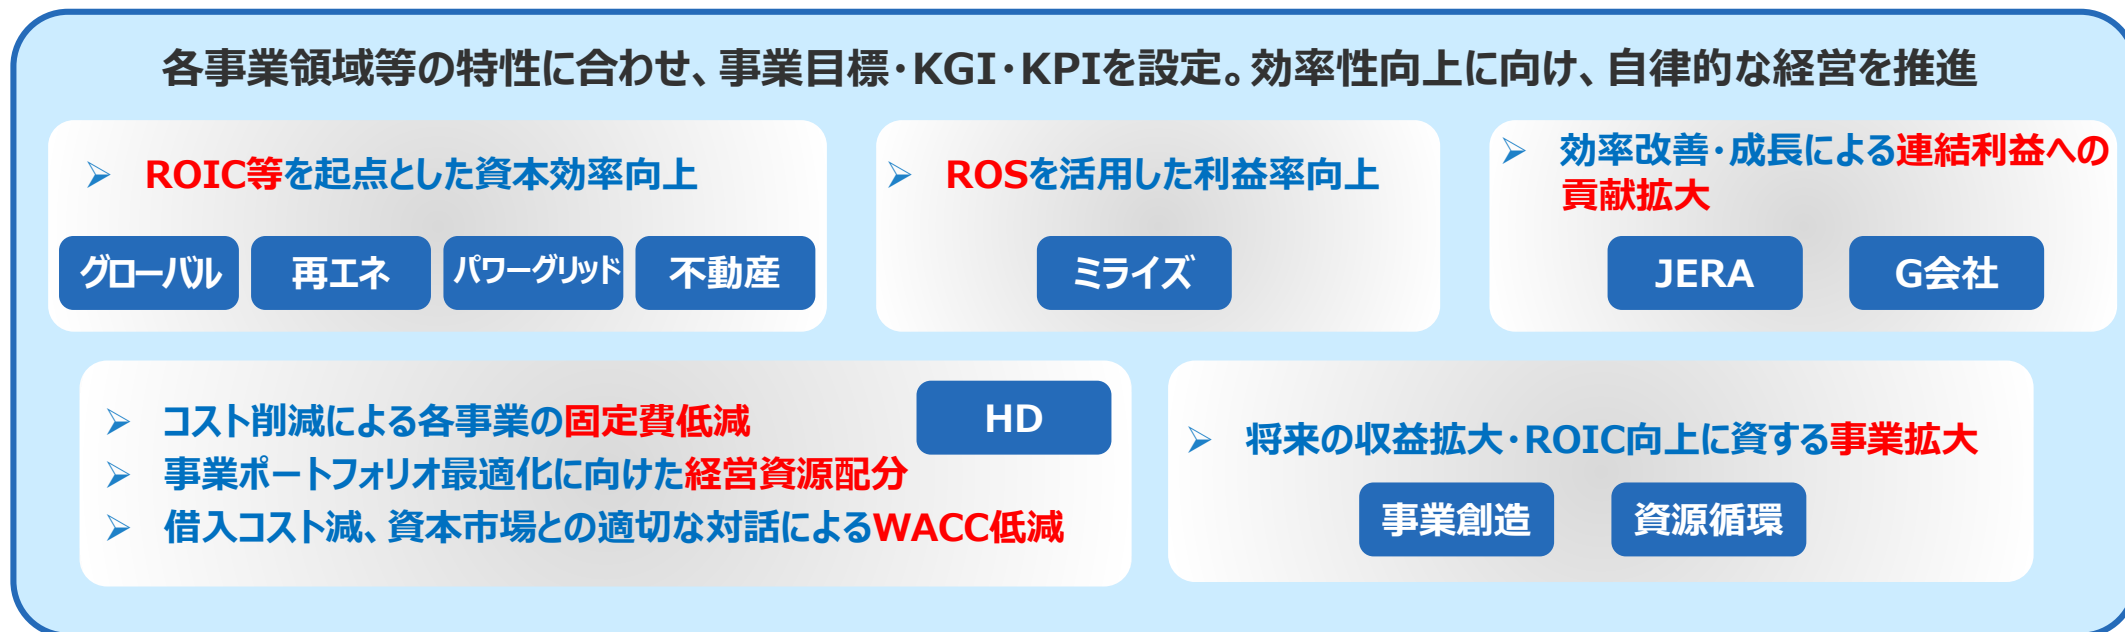 各事業領域等の特性に合わせ、事業目標・KGI・KPIを設定。効率性向上に向け、自律的な経営を推進
➢ ROIC等を起点とした資本効率向上
グローバル 再エネ パワーグリッド 不動産
➢ ROSを活用した利益率向上
ミライズ
➢ 効率改善・成長による連結利益への
貢献拡大
JERA G会社
HD
➢ コスト削減による各事業の固定費低減
➢ 事業ポートフォリオ最適化に向けた経営資源配分
➢ 借入コスト減、資本市場との適切な対話によるWACC低減
➢ 将来の収益拡大・ROIC向上に資する事業拡大
事業創造 資源循環